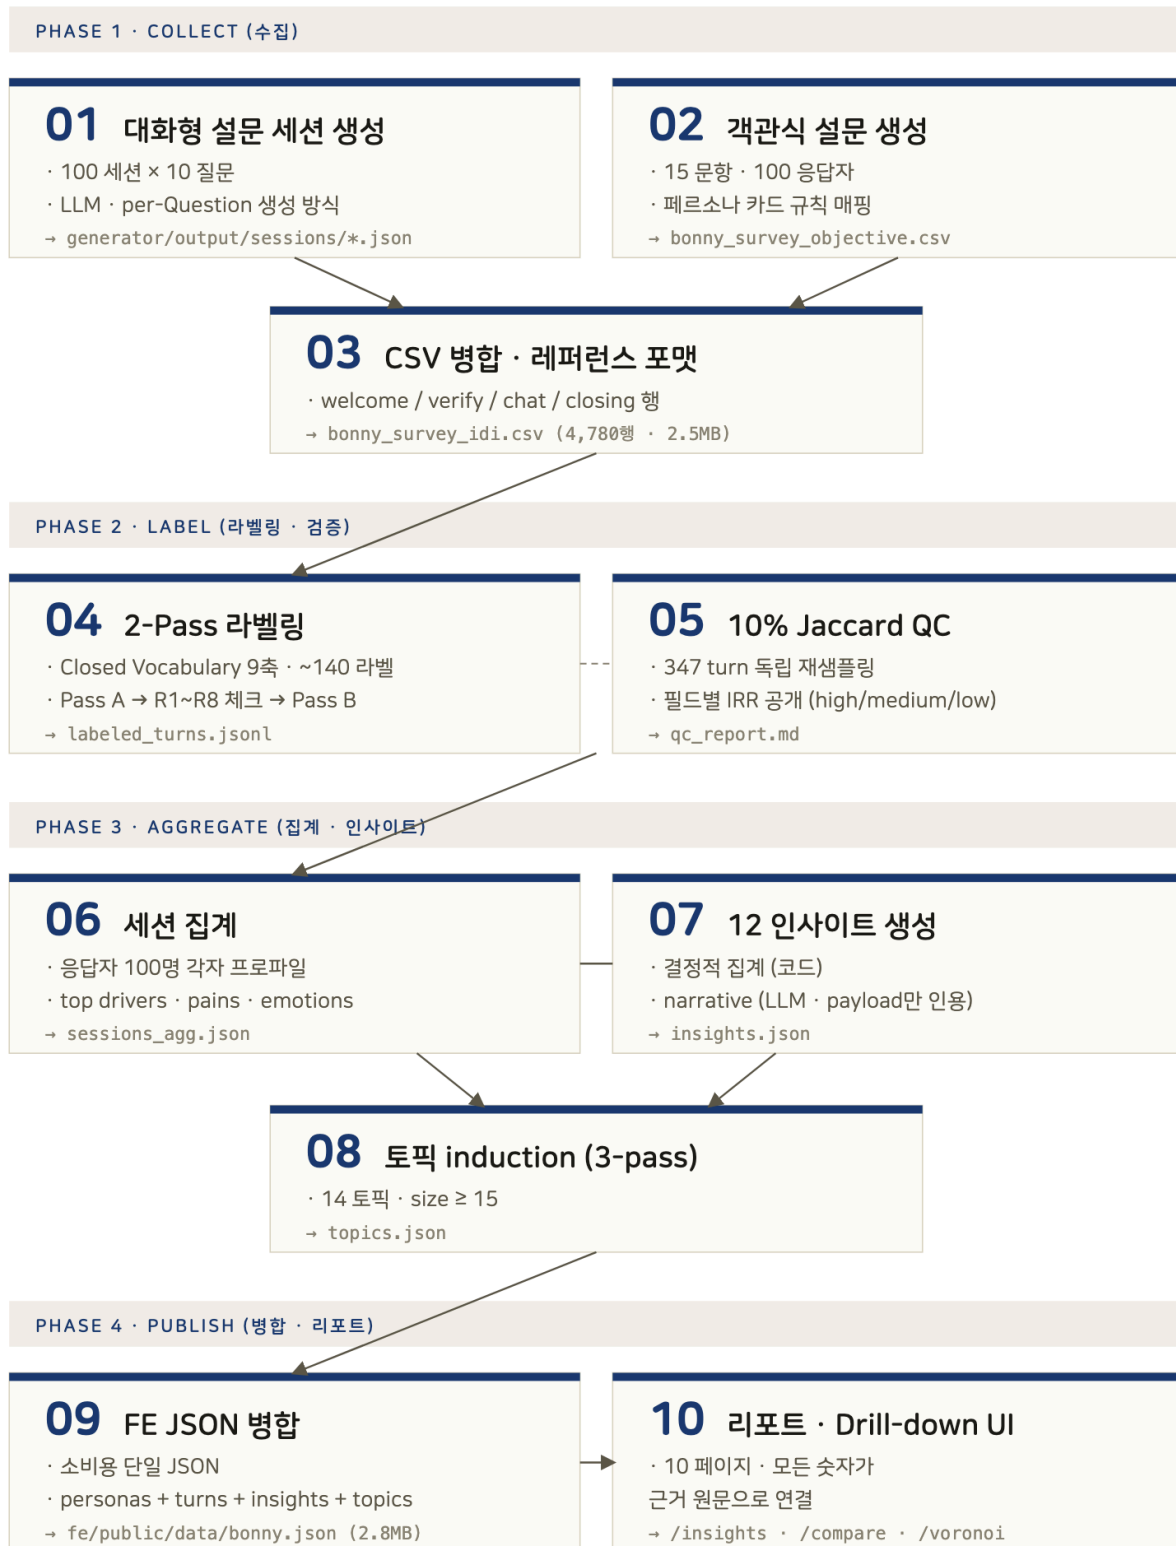 PHASE 1 · COLLECT (수집)
01 대화형 설문 세션 생성
· 100 세션 × 10 질문
· LLM · per-Question 생성 방식
→ generator/output/sessions/*.json
02 객관식 설문 생성
· 15 문항 · 100 응답자
· 페르소나 카드 규칙 매핑
→ bonny_survey_objective.csv
03 CSV 병합 · 레퍼런스 포맷
· welcome / verify / chat / closing 행
→ bonny_survey_idi.csv (4,780행 · 2.5MB)
PHASE 2 · LABEL (라벨링 · 검증)
04 2-Pass 라벨링
· Closed Vocabulary 9축 · ~140 라벨
· Pass A → R1~R8 체크 → Pass B
→ labeled_turns.jsonl
05 10% Jaccard QC
· 347 turn 독립 재샘플링
· 필드별 IRR 공개 (high/medium/low)
→ qc_report.md
PHASE 3 · AGGREGATE (집계 · 인사이트)
06 세션 집계
· 응답자 100명 각자 프로파일
· top drivers · pains · emotions
→ sessions_agg.json
07 12 인사이트 생성
· 결정적 집계 (코드)
· narrative (LLM · payload만 인용)
→ insights.json
08 토픽 induction (3-pass)
· 14 토픽 · size ≥ 15
→ topics.json
PHASE 4 · PUBLISH (병합 · 리포트)
09 FE JSON 병합
· 소비용 단일 JSON
· personas + turns + insights + topics
→ fe/public/data/bonny.json (2.8MB)
10 리포트 · Drill-down UI
· 10 페이지 · 모든 숫자가
근거 원문으로 연결
→ /insights · /compare · /voronoi